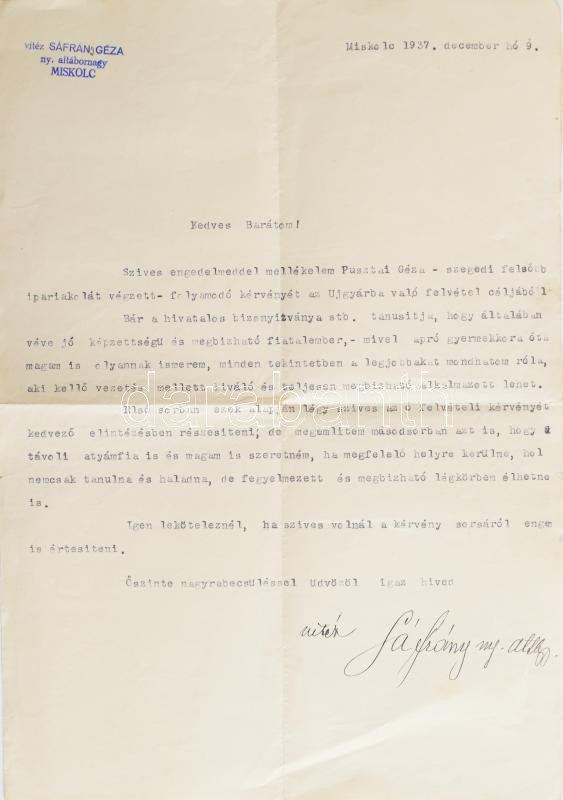 vitéz SÁFRÁNY GÉZA
ny. altábornagy
MISKOLC
Miskolc 1937. december hó 9.
Kedves Barátom!
Szives engedelmeddel mellékelem Pusztai Géza - szegedi felsőbb
ipariakolát végzett- folyamodó kérvényét az Ujgyárba való felvétel céljából
Bár a hivatalos bizonyitványa stb. tanusitja, hogy általában
véve jó képzettségü és megbizható fiatalember,- mivel apró gyermekkora óta
magam is olyannak ismerem, minden tekintetben a legjobbakat mondhatom róla,
aki kellő vezetés mellett kiváló és teljesen megbizható alkalmazott lehet.
Első sorban ezek alapján légy szives az ő felvételi kérvényét
kedvező elintézésben részesiteni; de megemlitem másodsorban azt is, hogy ő
távoli atyámfia is és magam is szeretném, ha megfelelő helyre kerülne, hol
nemcsak tanulna és haladna, de fegyelmezett és megbizható légkörben élhetne
is.
Igen leköteleznél, ha szives volnál a kérvény sorsáról engem
is értesiteni.
Őszinte nagyrabecsüléssel üdvözöl igaz hived
vitéz Sáfrány ny. altbgy.
darabanth